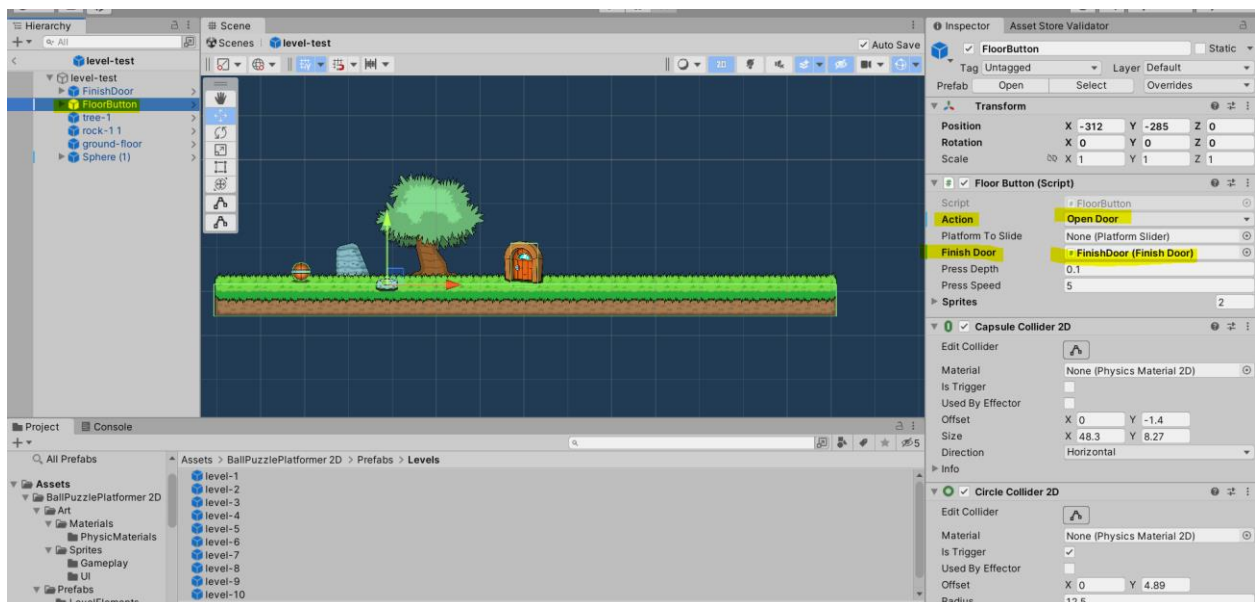 Hierarchy
All
level-test
level-test
FinishDoor
FloorButton
tree-1
rock-1 1
ground-floor
Sphere (1)
Scene
Scenes level-test
Auto Save
2D
Inspector Asset Store Validator
FloorButton Static
Tag Untagged Layer Default
Prefab Open Select Overrides
Transform
Position X -312 Y -285 Z 0
Rotation X 0 Y 0 Z 0
Scale X 1 Y 1 Z 1
Floor Button (Script)
Script FloorButton
Action Open Door
Platform To Slide None (Platform Slider)
Finish Door FinishDoor (Finish Door)
Press Depth 0.1
Press Speed 5
Sprites 2
Capsule Collider 2D
Edit Collider
Material None (Physics Material 2D)
Is Trigger
Used By Effector
Offset X 0 Y -1.4
Size X 48.3 Y 8.27
Direction Horizontal
Info
Circle Collider 2D
Edit Collider
Material None (Physics Material 2D)
Is Trigger
Used By Effector
Offset X 0 Y 4.89
Radius 12.5
Project Console
5
All Prefabs
Assets
BallPuzzlePlatformer 2D
Art
Materials
PhysicMaterials
Sprites
Gameplay
UI
Prefabs
LevelElements
Assets > BallPuzzlePlatformer 2D > Prefabs > Levels
level-1
level-2
level-3
level-4
level-5
level-6
level-7
level-8
level-9
level-10